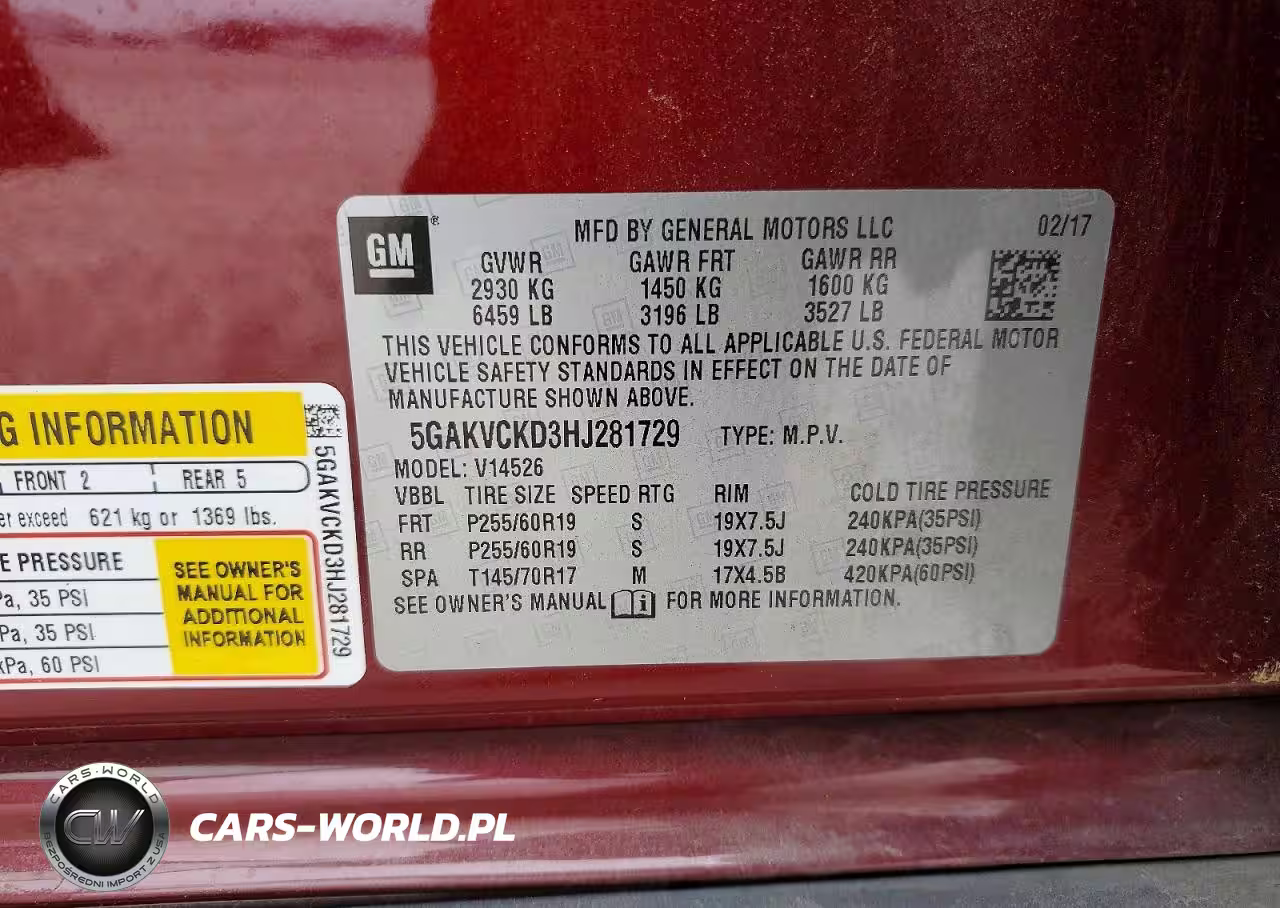 GM
®
MFD BY GENERAL MOTORS LLC
02/17
GVWR GAWR FRT GAWR RR
2930 KG 1450 KG 1600 KG
6459 LB 3196 LB 3527 LB
THIS VEHICLE CONFORMS TO ALL APPLICABLE U.S. FEDERAL MOTOR
VEHICLE SAFETY STANDARDS IN EFFECT ON THE DATE OF
MANUFACTURE SHOWN ABOVE.
5GAKVCKD3HJ281729 TYPE: M.P.V.
MODEL: V14526
VBBL TIRE SIZE SPEED RTG RIM COLD TIRE PRESSURE
FRT P255/60R19 S 19X7.5J 240KPA(35PSI)
RR P255/60R19 S 19X7.5J 240KPA(35PSI)
SPA T145/70R17 M 17X4.5B 420KPA(60PSI)
SEE OWNER'S MANUAL i FOR MORE INFORMATION.
G INFORMATION
FRONT 2 REAR 5
er exceed 621 kg or 1369 lbs.
E PRESSURE
Pa, 35 PSI
Pa, 35 PSI
kPa, 60 PSI
SEE OWNER'S
MANUAL FOR
ADDITIONAL
INFORMATION
5GAKVCKD3HJ281729
CARS-WORLD
CW
BEZPOŚREDNI IMPORT Z USA
CARS-WORLD.PL